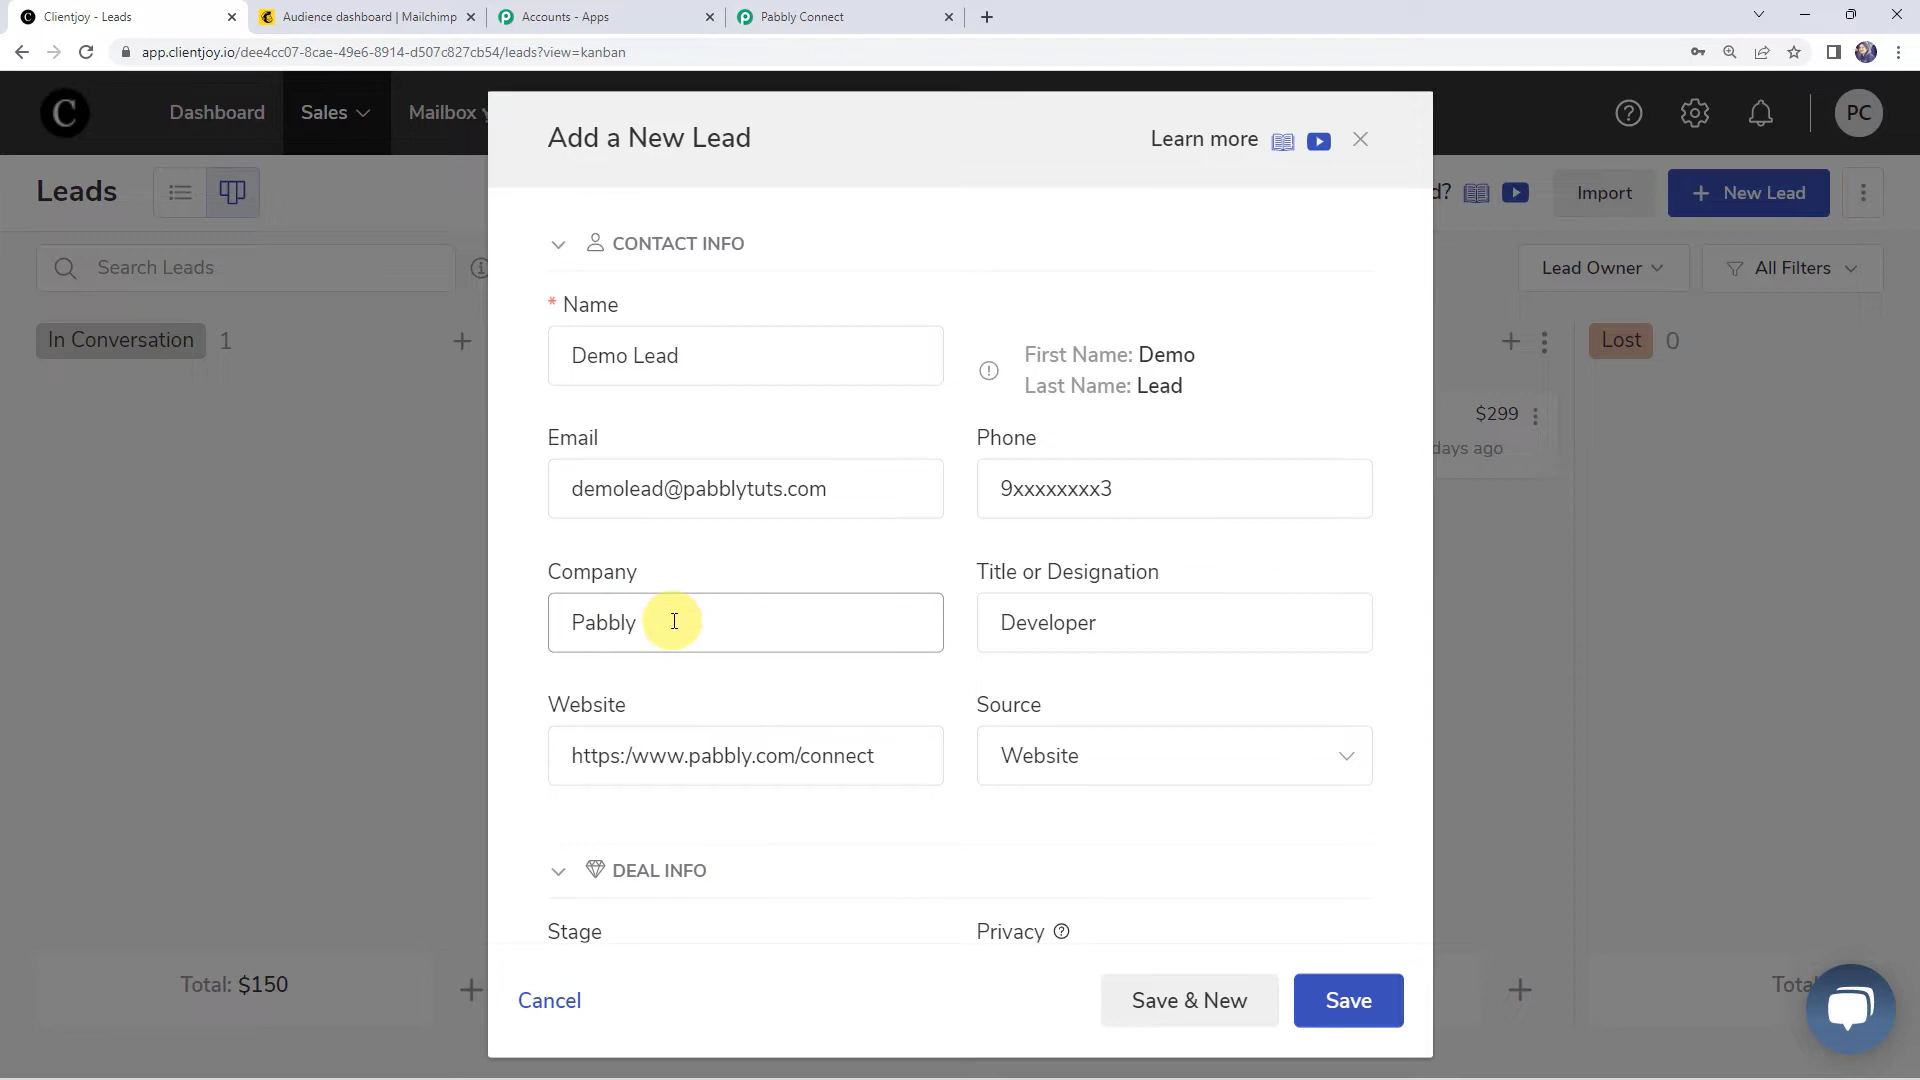 Clientjoy - Leads
Audience dashboard | Mailchimp
Accounts - Apps
Pabbly Connect
app.clientjoy.io/dee4cc07-8cae-49e6-8914-d507c827cb54/leads?view=kanban
C
Dashboard
Sales
Mailbox
PC
Leads
Import
+ New Lead
Search Leads
Lead Owner
All Filters
In Conversation 1
Lost 0
$299
days ago
Total: $150
Add a New Lead
Learn more
CONTACT INFO
* Name
Demo Lead
First Name: Demo
Last Name: Lead
Email
Phone
demolead@pabblytuts.com
9xxxxxxxx3
Company
Title or Designation
Pabbly
Developer
Website
Source
https:/www.pabbly.com/connect
Website
DEAL INFO
Stage
Privacy
Cancel
Save & New
Save